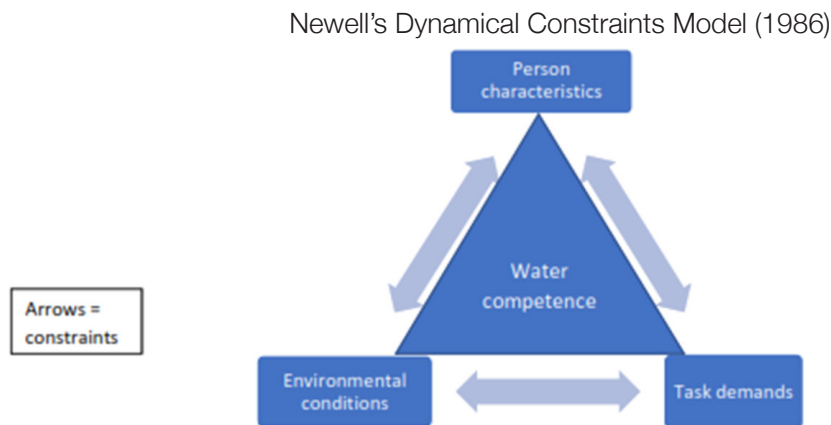 Newell's Dynamical Constraints Model (1986)
Person
characteristics
Water
competence
Arrows =
constraints
Environmental
conditions
Task demands